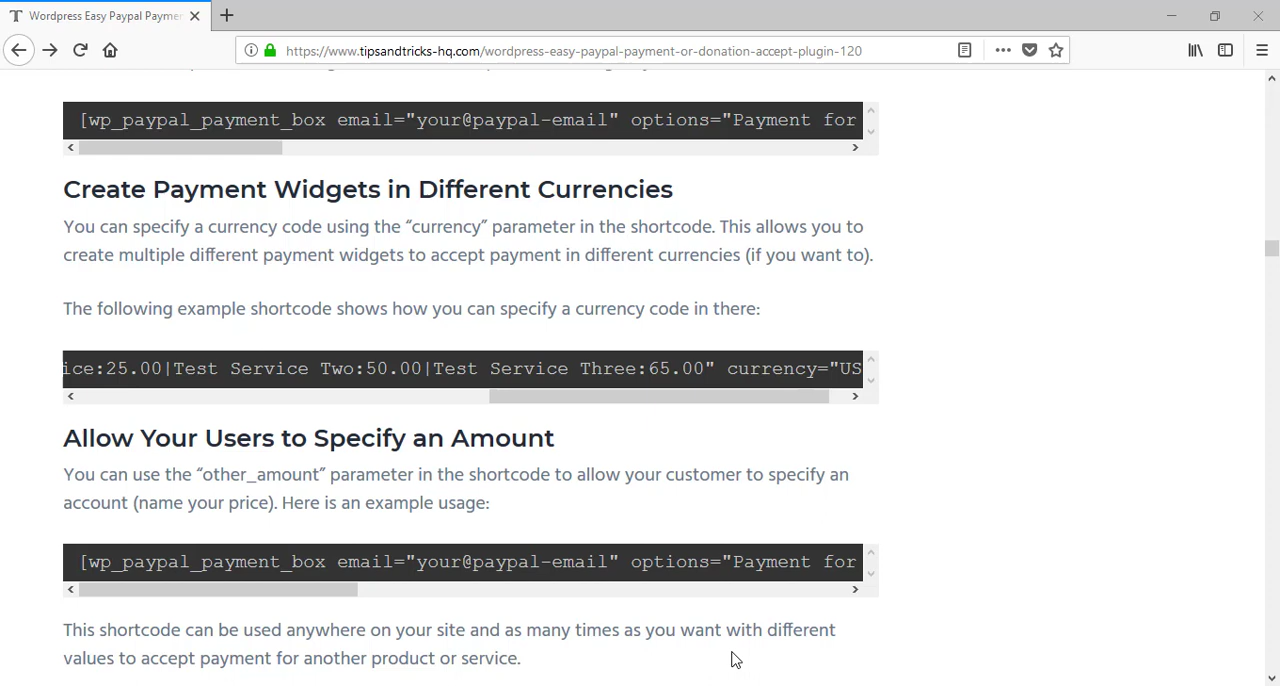 Wordpress Easy Paypal Payme
https://www.tipsandtricks-hq.com/wordpress-easy-paypal-payment-or-donation-accept-plugin-120
[wp_paypal_payment_box email="your@paypal-email" options="Payment for
Create Payment Widgets in Different Currencies
You can specify a currency code using the “currency” parameter in the shortcode. This allows you to
create multiple different payment widgets to accept payment in different currencies (if you want to).
The following example shortcode shows how you can specify a currency code in there:
ice:25.00|Test Service Two:50.00|Test Service Three:65.00" currency="US
Allow Your Users to Specify an Amount
You can use the “other_amount” parameter in the shortcode to allow your customer to specify an
account (name your price). Here is an example usage:
[wp_paypal_payment_box email="your@paypal-email" options="Payment for
This shortcode can be used anywhere on your site and as many times as you want with different
values to accept payment for another product or service.